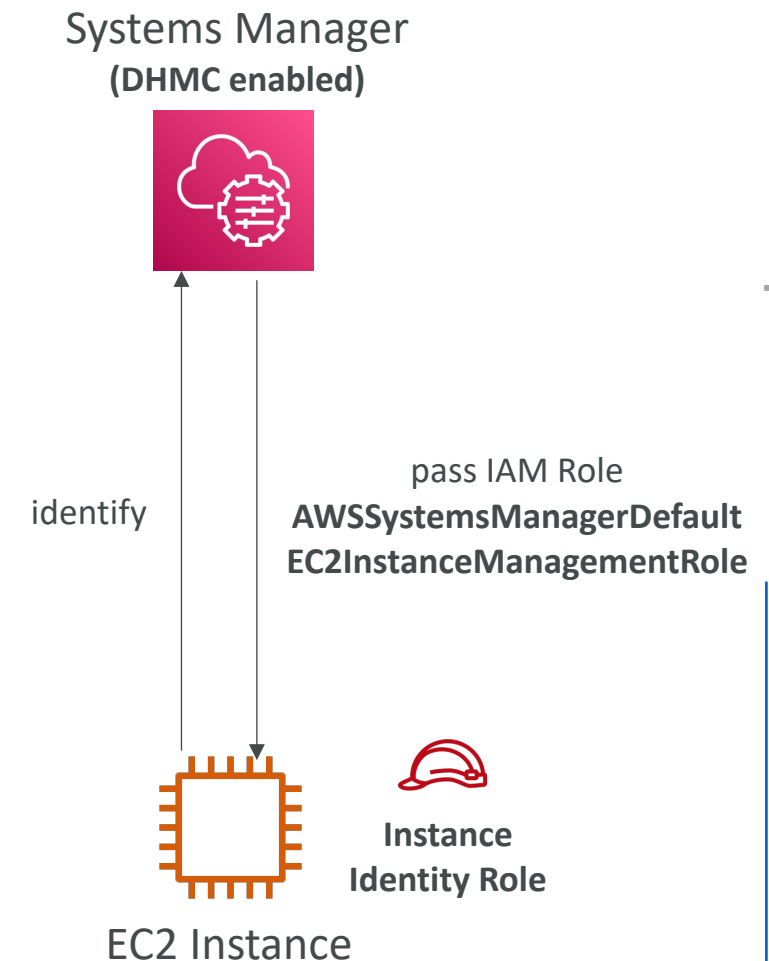 Systems Manager
(DHMC enabled)
identify
pass IAM Role
AWSSystemsManagerDefault
EC2InstanceManagementRole
Instance
Identity Role
EC2 Instance